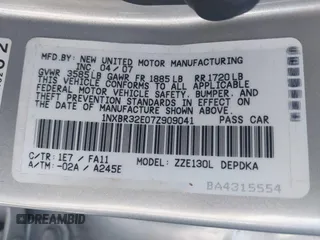 MFD. BY: NEW UNITED MOTOR MANUFACTURING
INC 04/07
GVWR 3585LB GAWR FR 1885LB RR 1720LB
THIS VEHICLE CONFORMS TO ALL APPLICABLE
FEDERAL MOTOR VEHICLE SAFETY, BUMPER, AND
THEFT PREVENTION STANDARDS IN EFFECT ON
THE DATE OF MANUFACTURE SHOWN ABOVE.
1NXBR32E07Z909041 PASS CAR
C/TR: 1E7 / FA11 MODEL: ZZE130L DEPDKA
A/TM: -02A / A245E
BA4315554
DREAMBID